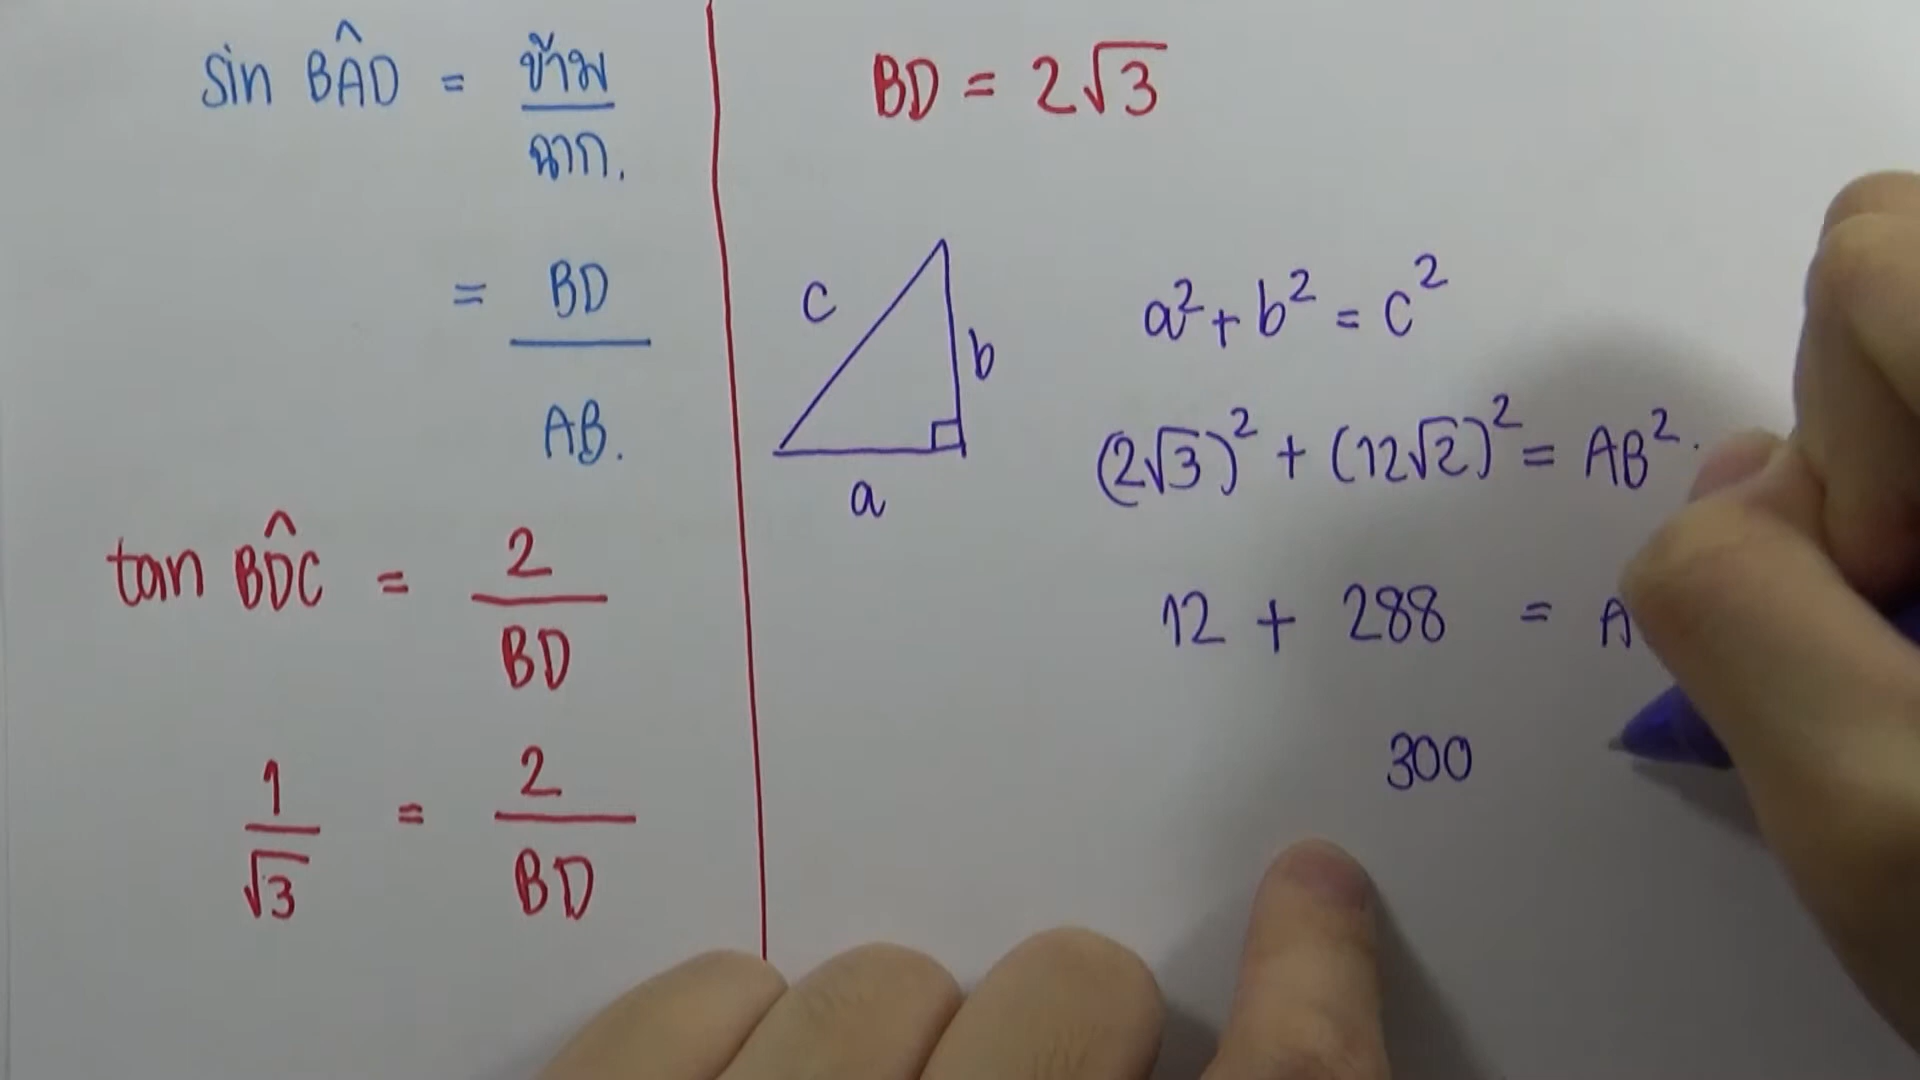 sin BÂD = ข้าม
ฉาก.
= BD
AB.
tan BD̂C = 2
BD
1 = 2
√3 BD
BD = 2√3
c
b
a
a² + b² = c²
(2√3)² + (12√2)² = AB².
12 + 288 = A
300